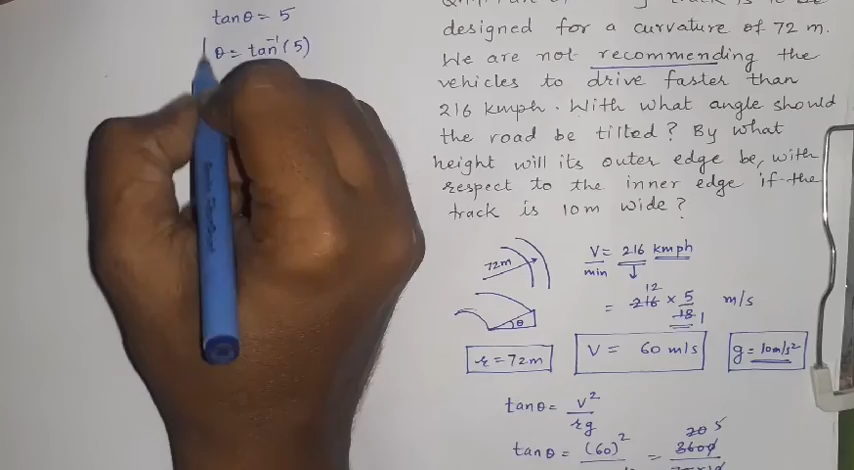 tanθ = 5
θ = tan⁻¹(5)
track is
designed for a curvature of 72 m.
We are not recommending the
vehicles to drive faster than
216 kmph. With what angle should
the road be tilted? By what
height will its outer edge be, with
respect to the inner edge if the
track is 10m wide?
72m
V = 216 kmph
min
θ
12
= 216 × 5/18 m/s
1
r = 72m
V = 60 m/s
g = 10m/s²
tanθ = V²/rg
20 5
tanθ = (60)² = 3600